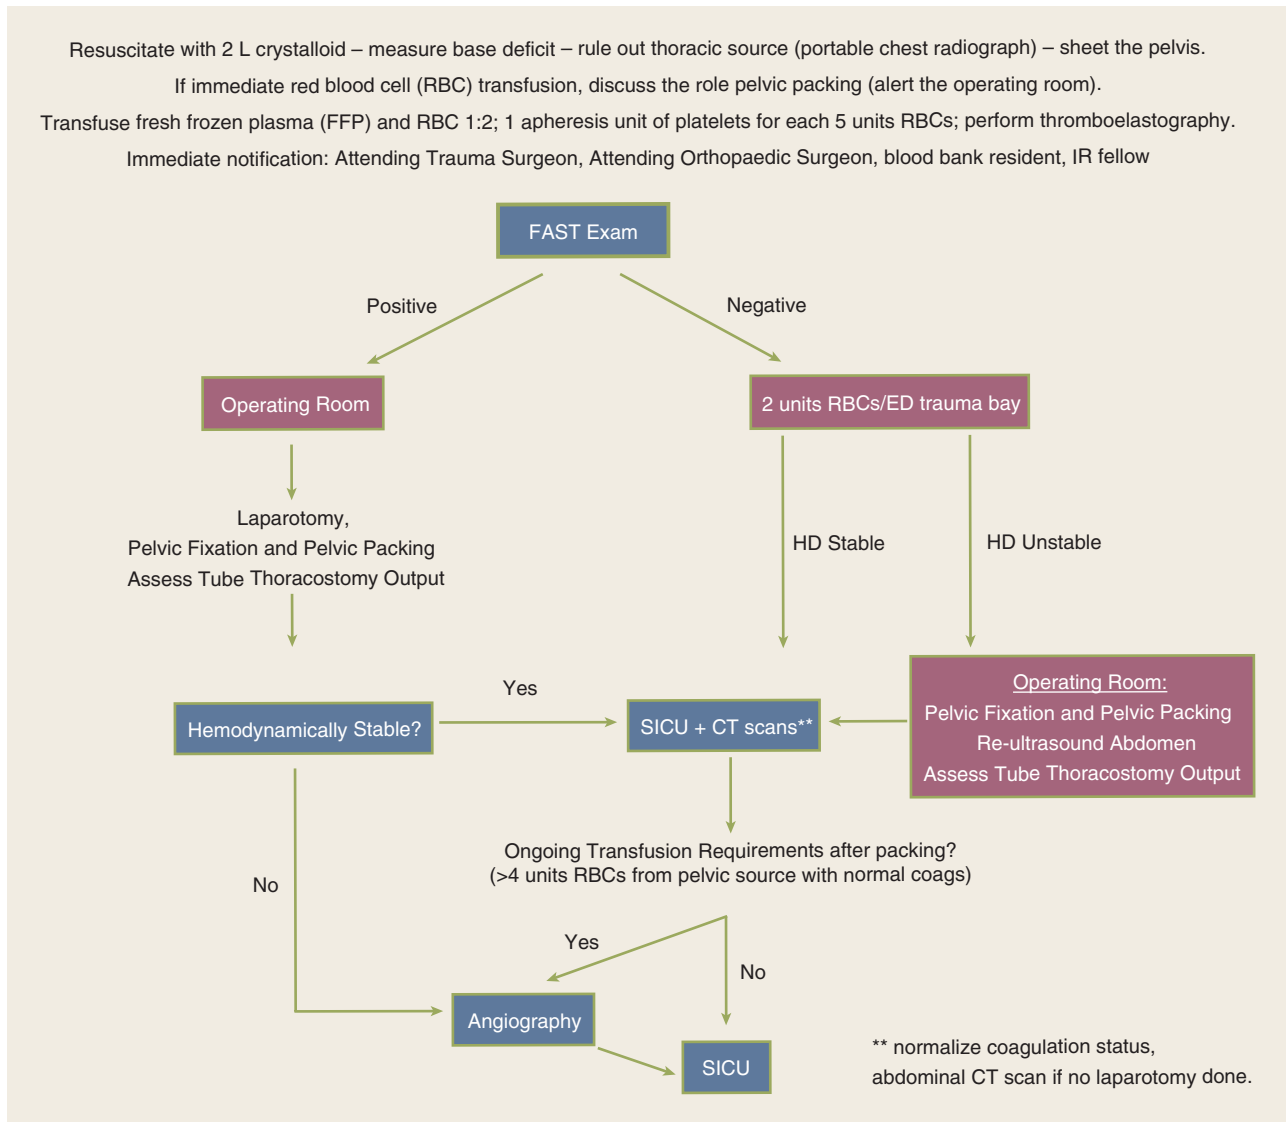 Resuscitate with 2 L crystalloid – measure base deficit – rule out thoracic source (portable chest radiograph) – sheet the pelvis.
If immediate red blood cell (RBC) transfusion, discuss the role pelvic packing (alert the operating room).
Transfuse fresh frozen plasma (FFP) and RBC 1:2; 1 apheresis unit of platelets for each 5 units RBCs; perform thromboelastography.
Immediate notification: Attending Trauma Surgeon, Attending Orthopaedic Surgeon, blood bank resident, IR fellow
FAST Exam
Positive
Negative
Operating Room
2 units RBCs/ED trauma bay
Laparotomy,
Pelvic Fixation and Pelvic Packing
Assess Tube Thoracostomy Output
HD Stable
HD Unstable
Hemodynamically Stable?
Yes
SICU + CT scans**
Operating Room:
Pelvic Fixation and Pelvic Packing
Re-ultrasound Abdomen
Assess Tube Thoracostomy Output
Ongoing Transfusion Requirements after packing?
(>4 units RBCs from pelvic source with normal coags)
No
Yes
No
Angiography
SICU
** normalize coagulation status,
abdominal CT scan if no laparotomy done.